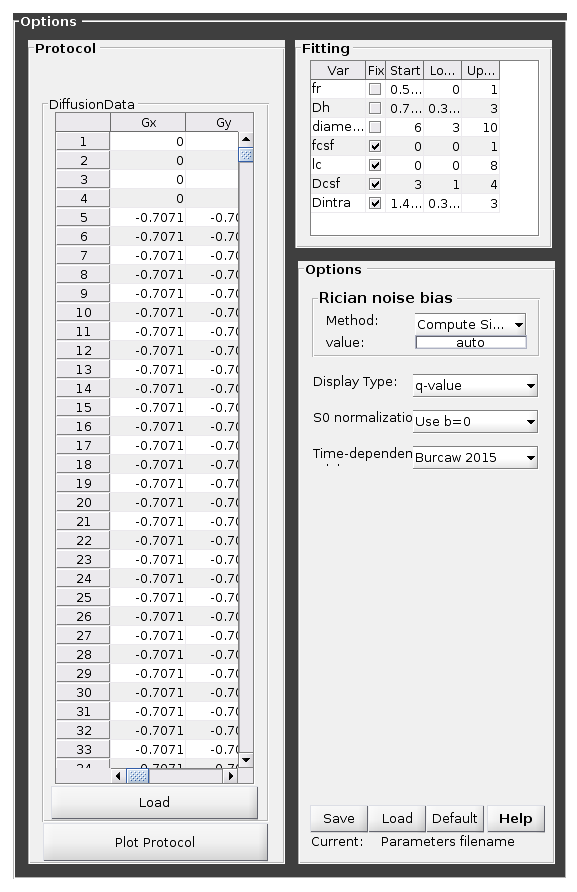 Options
Protocol
DiffusionData
Gx Gy
1 0
2 0
3 0
4 0
5 -0.7071 -0.70
6 -0.7071 -0.70
7 -0.7071 -0.70
8 -0.7071 -0.70
9 -0.7071 -0.70
10 -0.7071 -0.70
11 -0.7071 -0.70
12 -0.7071 -0.70
13 -0.7071 -0.70
14 -0.7071 -0.70
15 -0.7071 -0.70
16 -0.7071 -0.70
17 -0.7071 -0.70
18 -0.7071 -0.70
19 -0.7071 -0.70
20 -0.7071 -0.70
21 -0.7071 -0.70
22 -0.7071 -0.70
23 -0.7071 -0.70
24 -0.7071 -0.70
25 -0.7071 -0.70
26 -0.7071 -0.70
27 -0.7071 -0.70
28 -0.7071 -0.70
29 -0.7071 -0.70
30 -0.7071 -0.70
31 -0.7071 -0.70
32 -0.7071 -0.70
33 -0.7071 -0.70
Load
Plot Protocol
Fitting
Var Fix Start Lo... Up...
fr 0.5... 0 1
Dh 0.7... 0.3... 3
diame... 6 3 10
fcsf 0 0 1
lc 0 0 8
Dcsf 3 1 4
Dintra 1.4... 0.3... 3
Options
Rician noise bias
Method: Compute Si...
value: auto
Display Type: q-value
S0 normalizatio Use b=0
Time-dependen Burcaw 2015
Save Load Default Help
Current: Parameters filename